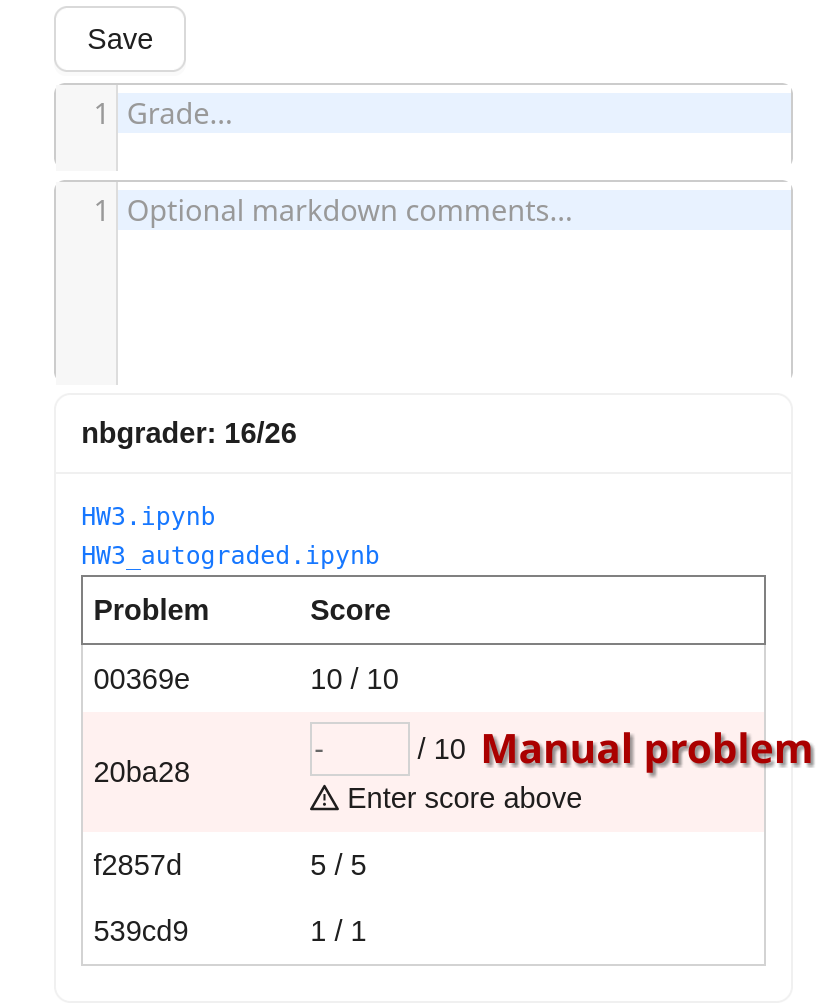 Save
1 Grade...
1 Optional markdown comments...
nbgrader: 16/26
HW3.ipynb
HW3_autograded.ipynb
Problem Score
00369e 10 / 10
20ba28 - / 10 Manual problem
Enter score above
f2857d 5 / 5
539cd9 1 / 1